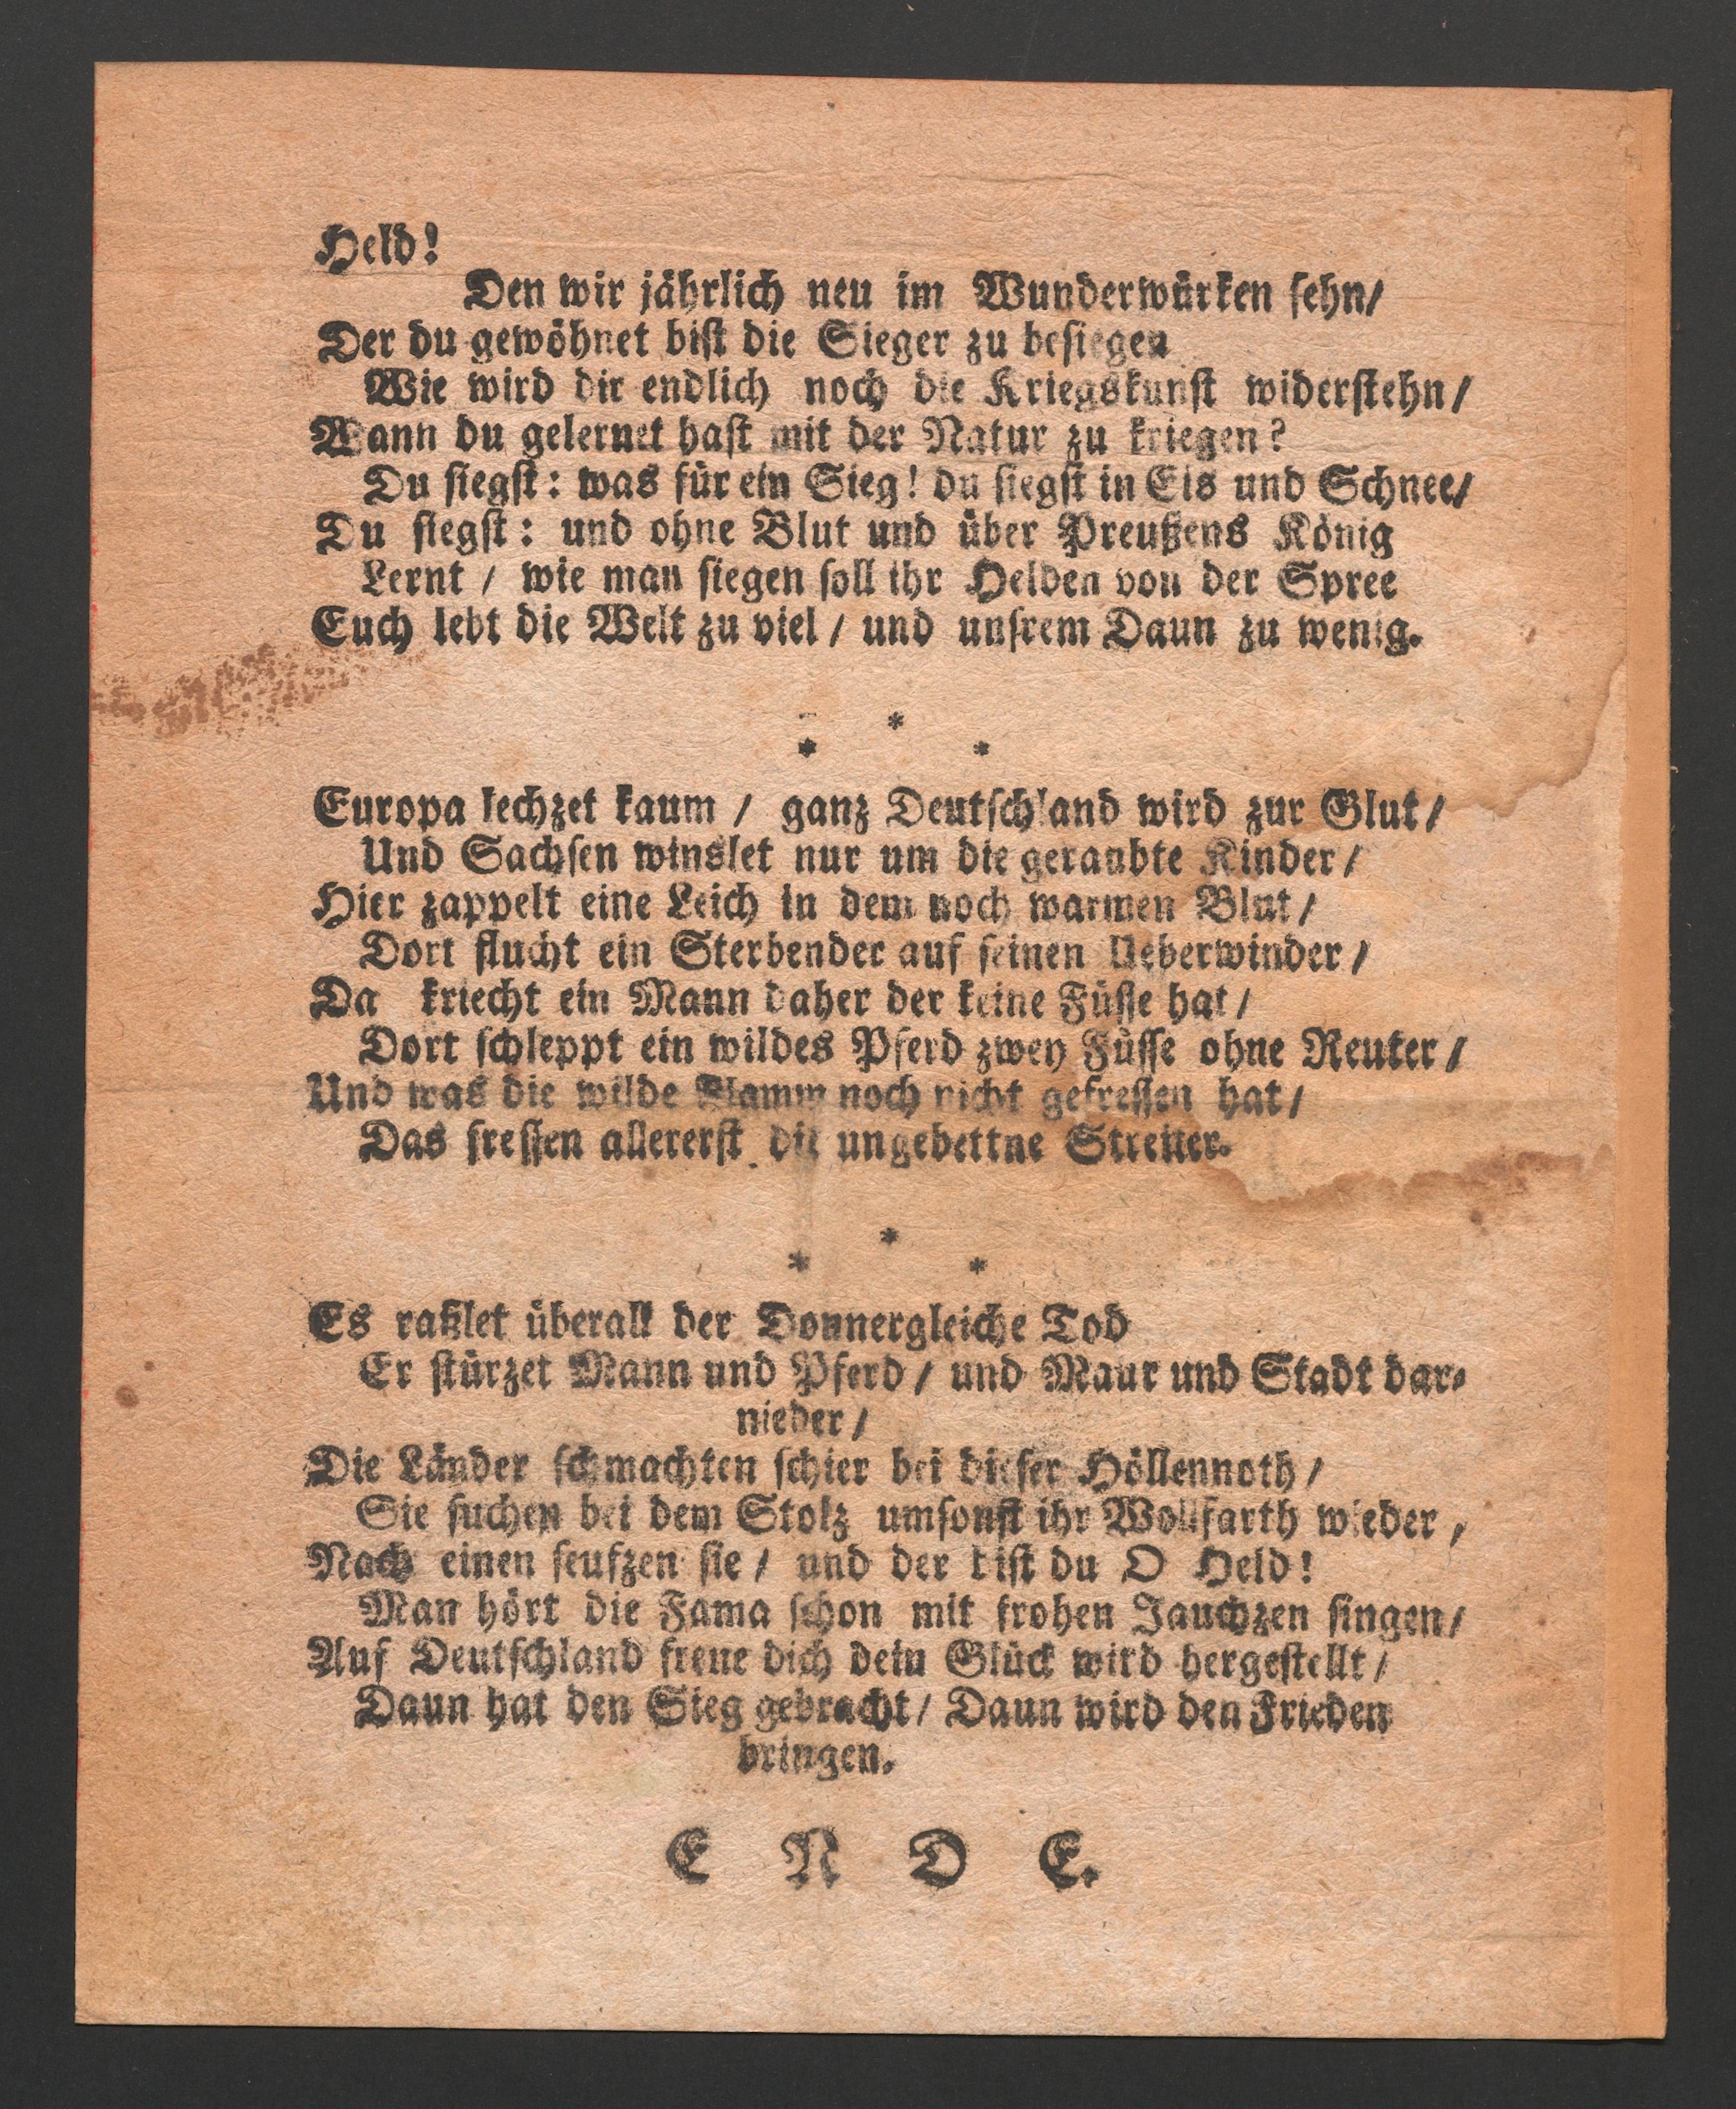 Held!
Den wir jährlich neu im Wunderwürken sehn/
Der du gewöhnet bist die Sieger zu besiegen
Wie wird dir endlich noch die Kriegskunst widerstehn/
Wann du gelernet hast mit der Natur zu kriegen?
Du siegst: was für ein Sieg! du siegst in Eis und Schnee/
Du siegst: und ohne Blut und über Preußens König
Lernt / wie man siegen soll ihr Helden von der Spree
Euch lebt die Welt zu viel / und unsrem Daun zu wenig.
*
* *
Europa lechzet kaum / ganz Deutschland wird zur Glut /
Und Sachsen winslet nur um die geraubte Kinder /
Hier zappelt eine Leich in dem noch warmen Blut /
Dort flucht ein Sterbender auf seinen Ueberwinder /
Da kriecht ein Mann daher der keine Füsse hat /
Dort schleppt ein wildes Pferd zwey Füsse ohne Reuter /
Und was die wilde Flamm noch nicht gefressen hat /
Das fressen allererst die ungebettne Streiter.
*
* *
Es raßlet überall der Donnergleiche Tod
Er stürzet Mann und Pferd / und Maur und Stadt dar-
nieder /
Die Länder schmachten schier bei dieser Höllennoth /
Sie suchen bei dem Stolz umsonst ihr Wollfarth wieder ,
Nach einen seufzen sie / und der bist du O Held!
Man hört die Fama schon mit frohen Jauchzen singen /
Auf Deutschland freue dich dein Glück wird hergestellt /
Daun hat den Sieg gebracht / Daun wird den Frieden
bringen.
E N D E.